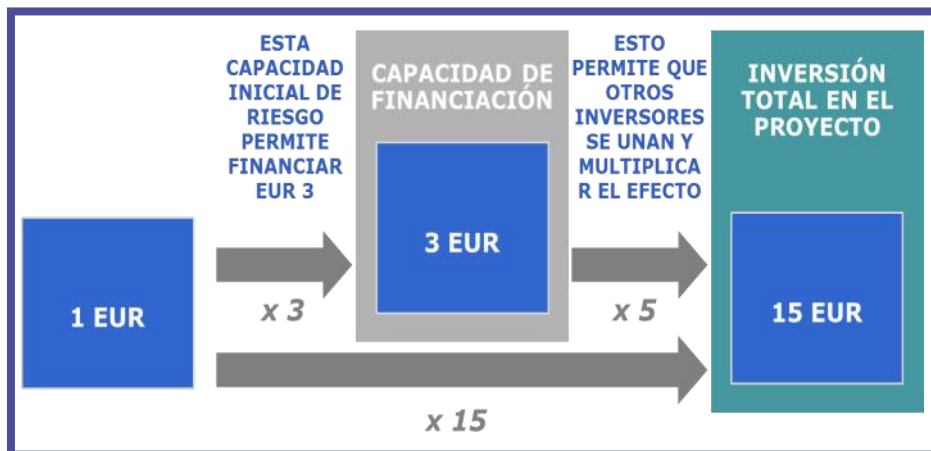 ESTA
CAPACIDAD
INICIAL DE
RIESGO
PERMITE
FINANCIAR
EUR 3
CAPACIDAD DE
FINANCIACIÓN
ESTO
PERMITE QUE
OTROS
INVERSORES
SE UNAN Y
MULTIPLICA
R EL EFECTO
INVERSIÓN
TOTAL EN EL
PROYECTO
1 EUR
x 3
3 EUR
x 5
15 EUR
x 15